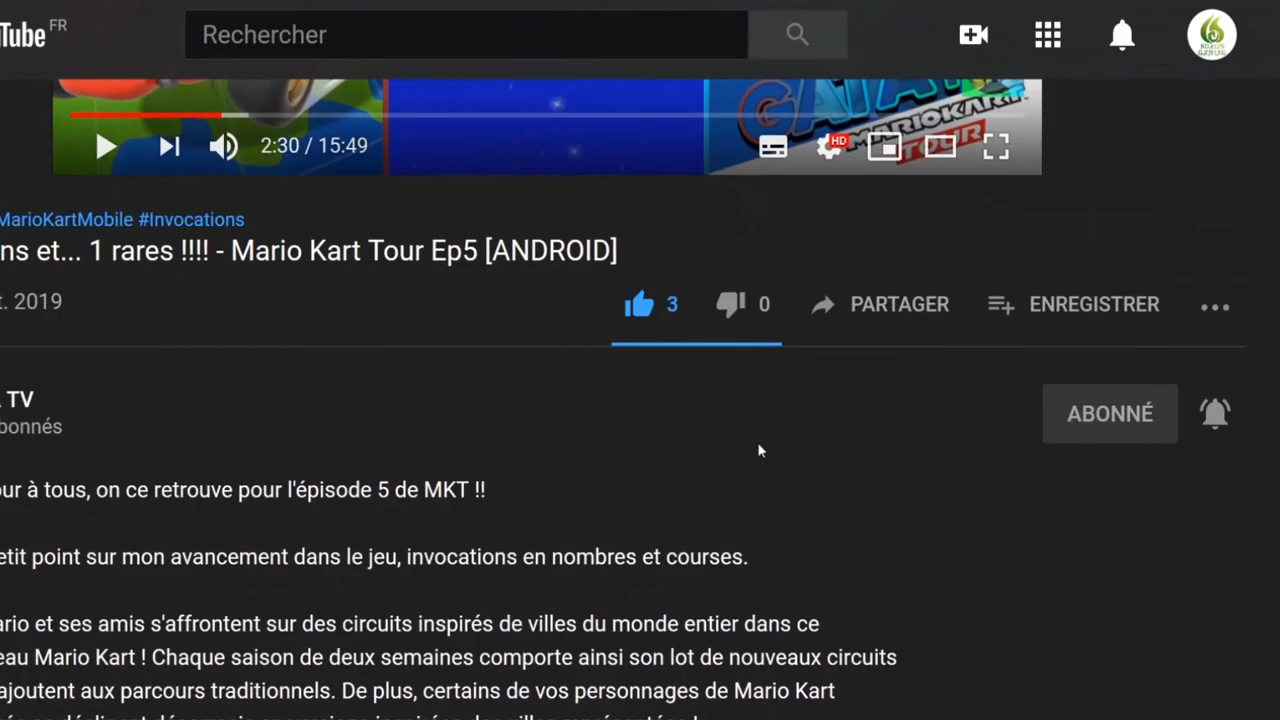 Tube FR
Rechercher
MARIOKART
TOUR
2:30 / 15:49
HD
MarioKartMobile #Invocations
ns et... 1 rares !!!! - Mario Kart Tour Ep5 [ANDROID]
t. 2019
3
0
PARTAGER
ENREGISTRER
TV
bonnés
ABONNÉ
ur à tous, on ce retrouve pour l'épisode 5 de MKT !!
etit point sur mon avancement dans le jeu, invocations en nombres et courses.
ario et ses amis s'affrontent sur des circuits inspirés de villes du monde entier dans ce
eau Mario Kart ! Chaque saison de deux semaines comporte ainsi son lot de nouveaux circuits
ajoutent aux parcours traditionnels. De plus, certains de vos personnages de Mario Kart